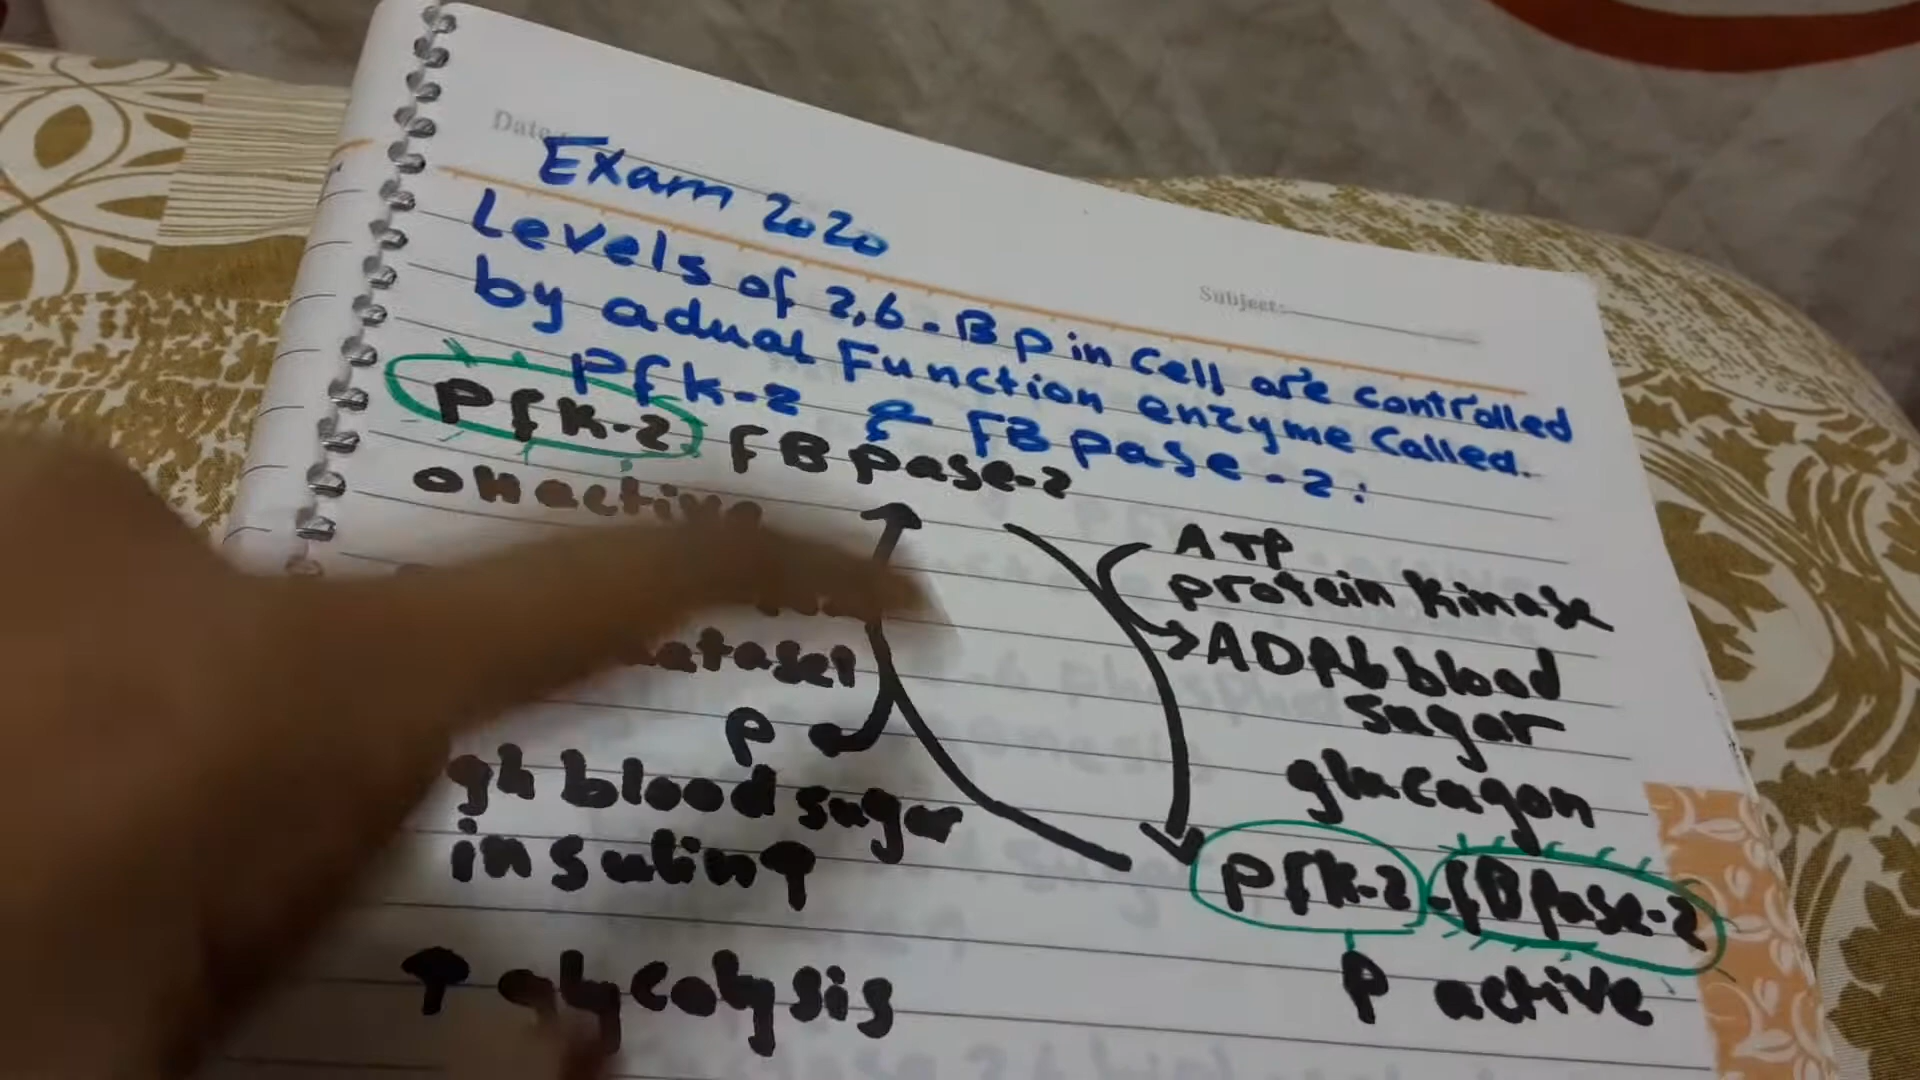 Date:
Exam 2020
Subject:
Levels of 2,6-BP in Cell are controlled
by a dual Function enzyme Called.
Pfk-2 & fBpase-2:
Pfk-2 fBpase-2
active
ATP
protein Kinase
ADP
blood
sugar
P
blood sugar
glucagon
insulin↑
Pfk-2 fBpase-2
P active
↑ glycolysis